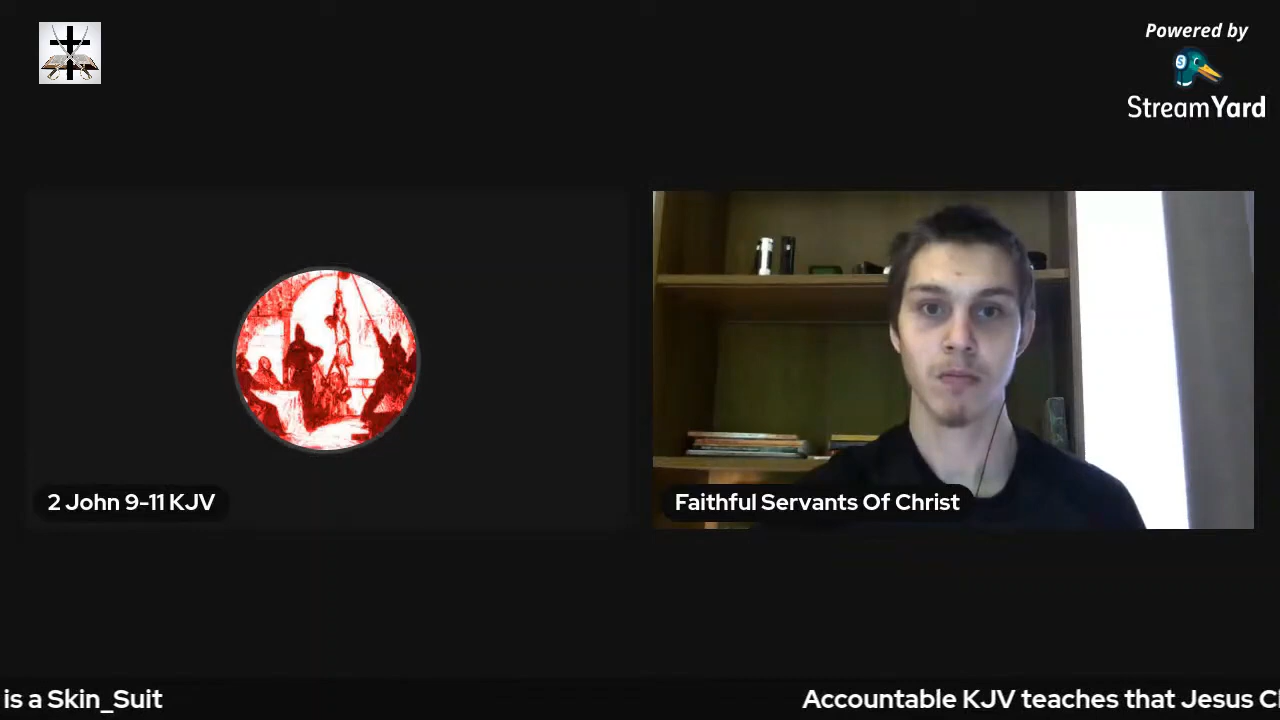 Powered by
StreamYard
2 John 9-11 KJV
Faithful Servants Of Christ
is a Skin_Suit
Accountable KJV teaches that Jesus